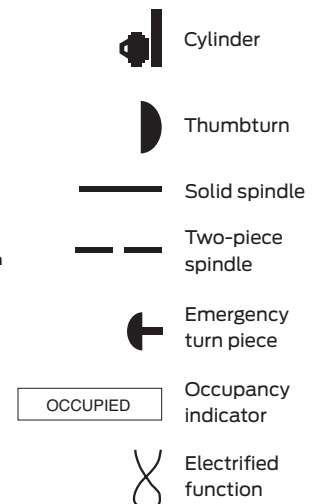 Cylinder
Thumbturn
Solid spindle
Two-piece
spindle
Emergency
turn piece
OCCUPIED
Occupancy
indicator
Electrified
function